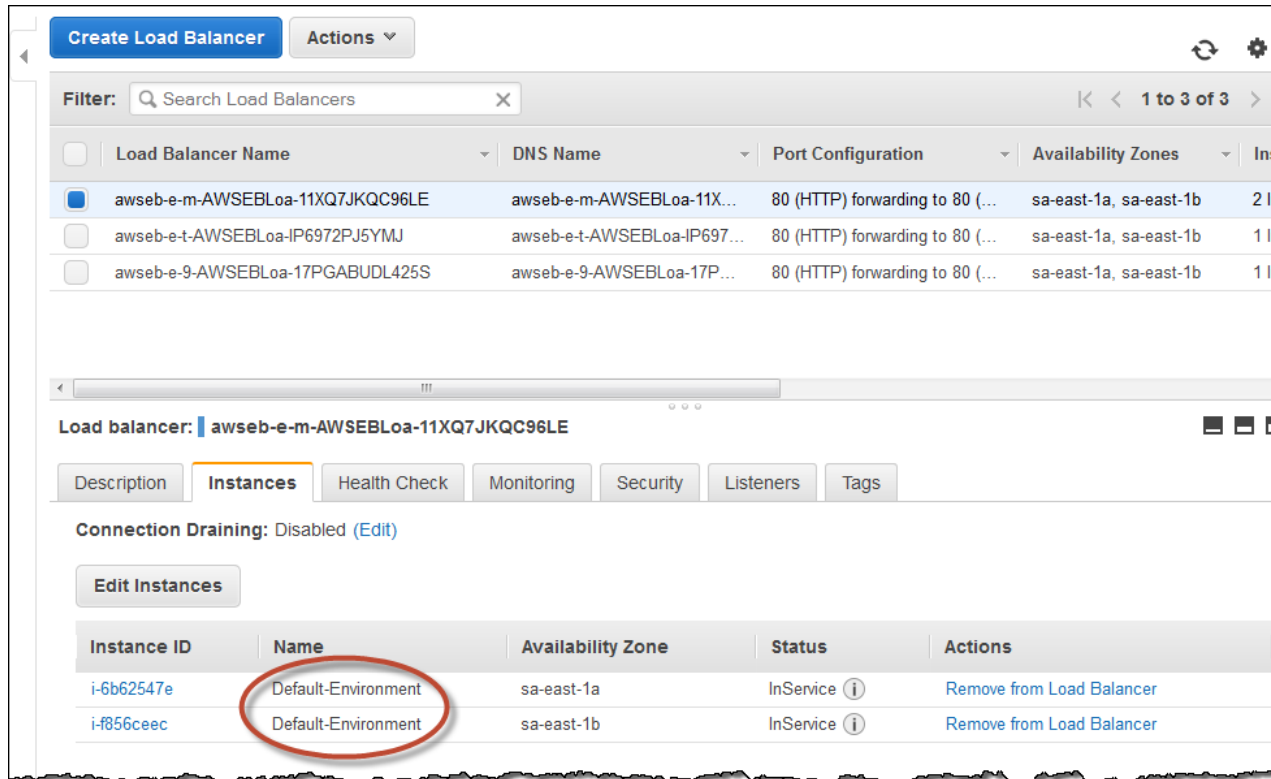 Create Load Balancer Actions
Filter: Search Load Balancers 1 to 3 of 3
Load Balancer Name DNS Name Port Configuration Availability Zones
awseb-e-m-AWSEBLoa-11XQ7JKQC96LE awseb-e-m-AWSEBLoa-11X... 80 (HTTP) forwarding to 80 (... sa-east-1a, sa-east-1b 2
awseb-e-t-AWSEBLoa-IP6972PJ5YMJ awseb-e-t-AWSEBLoa-IP697... 80 (HTTP) forwarding to 80 (... sa-east-1a, sa-east-1b 1
awseb-e-9-AWSEBLoa-17PGABUDL425S awseb-e-9-AWSEBLoa-17P... 80 (HTTP) forwarding to 80 (... sa-east-1a, sa-east-1b 1
Load balancer: awseb-e-m-AWSEBLoa-11XQ7JKQC96LE
Description Instances Health Check Monitoring Security Listeners Tags
Connection Draining: Disabled (Edit)
Edit Instances
Instance ID Name Availability Zone Status Actions
i-6b62547e Default-Environment sa-east-1a InService Remove from Load Balancer
i-f856ceec Default-Environment sa-east-1b InService Remove from Load Balancer